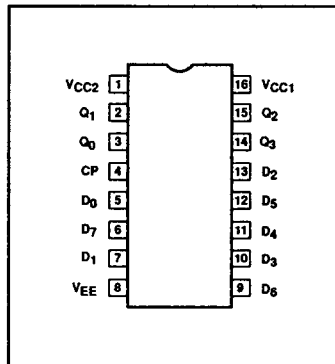 VCC2 1 16 VCC1
Q1 2 15 Q2
Q0 3 14 Q3
CP 4 13 D2
D0 5 12 D5
D7 6 11 D4
D1 7 10 D3
VEE 8 9 D6